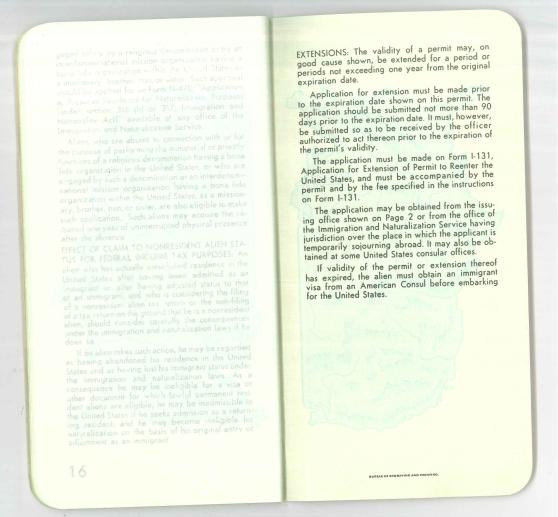 gaged solely by a religious denomination or by an
interdenominational mission organization having a
bona fide organization within the United States as
a missionary, brother, nun, or sister. Such approval
should be applied for on Form N-470, "Application
to Preserve Residence for Naturalization Purposes
(under section 316 (b) or 317, Immigration and
Nationality Act)" available at any office of the
Immigration and Naturalization Service.
Aliens, who are absent in connection with or for
the purpose of performing the ministerial or priestly
functions of a religious denomination having a bona
fide organization in the United States, or who are
engaged by such a denomination or an interdenomi-
national mission organization having a bona fide
organization within the United States, as a mission-
ary, brother, nun, or sister, are also eligible to make
such application. Such aliens may acquire the re-
quired one year of uninterrupted physical presence
after the absence.
EFFECT OF CLAIM TO NONRESIDENT ALIEN STA-
TUS FOR FEDERAL INCOME TAX PURPOSES: An
alien who has actually established residence in the
United States after having been admitted as an
immigrant or after having adjusted status to that
of an immigrant, and who is considering the filing
of a nonresident alien tax return or the non-filing
of a tax return on the ground that he is a nonresident
alien, should consider carefully the consequences
under the immigration and naturalization laws if he
does so.
If an alien takes such action, he may be regarded
as having abandoned his residence in the United
States and as having lost his immigrant status under
the immigration and naturalization laws. As a
consequence he may be ineligible for a visa or
other document for which lawful permanent resi-
dent aliens are eligible; he may be inadmissible to
the United States if he seeks admission as a return-
ing resident; and he may become ineligible for
naturalization on the basis of his original entry or
adjustment as an immigrant.
16
EXTENSIONS: The validity of a permit may, on
good cause shown, be extended for a period or
periods not exceeding one year from the original
expiration date.
Application for extension must be made prior
to the expiration date shown on this permit. The
application should be submitted not more than 90
days prior to the expiration date. It must, however,
be submitted so as to be received by the officer
authorized to act thereon prior to the expiration of
the permit's validity.
The application must be made on Form I-131,
Application for Extension of Permit to Reenter the
United States, and must be accompanied by the
permit and by the fee specified in the instructions
on Form I-131.
The application may be obtained from the issu-
ing office shown on Page 2 or from the office of
the Immigration and Naturalization Service having
jurisdiction over the place in which the applicant is
temporarily sojourning abroad. It may also be ob-
tained at some United States consular offices.
If validity of the permit or extension thereof
has expired, the alien must obtain an immigrant
visa from an American Consul before embarking
for the United States.
BUREAU OF ENGRAVING AND PRINTING.